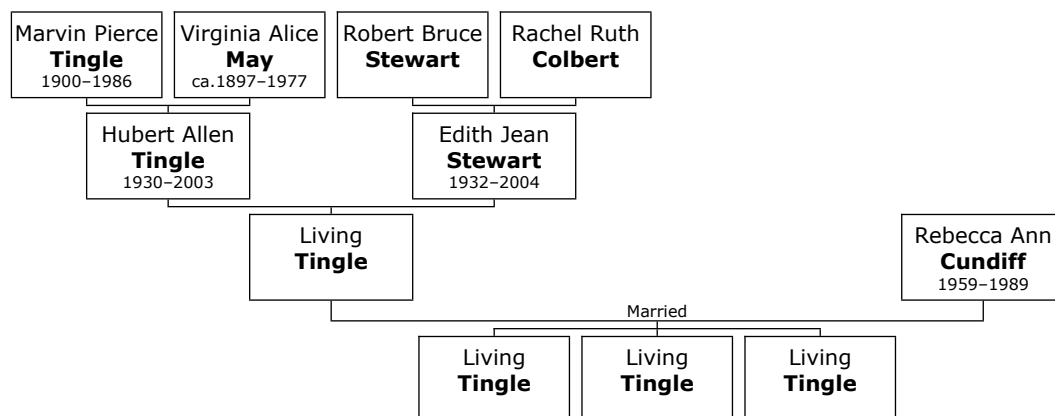 Marvin Pierce
Tingle
1900–1986
Virginia Alice
May
ca.1897–1977
Robert Bruce
Stewart
Rachel Ruth
Colbert
Hubert Allen
Tingle
1930–2003
Edith Jean
Stewart
1932–2004
Living
Tingle
Rebecca Ann
Cundiff
1959–1989
Married
Living
Tingle
Living
Tingle
Living
Tingle